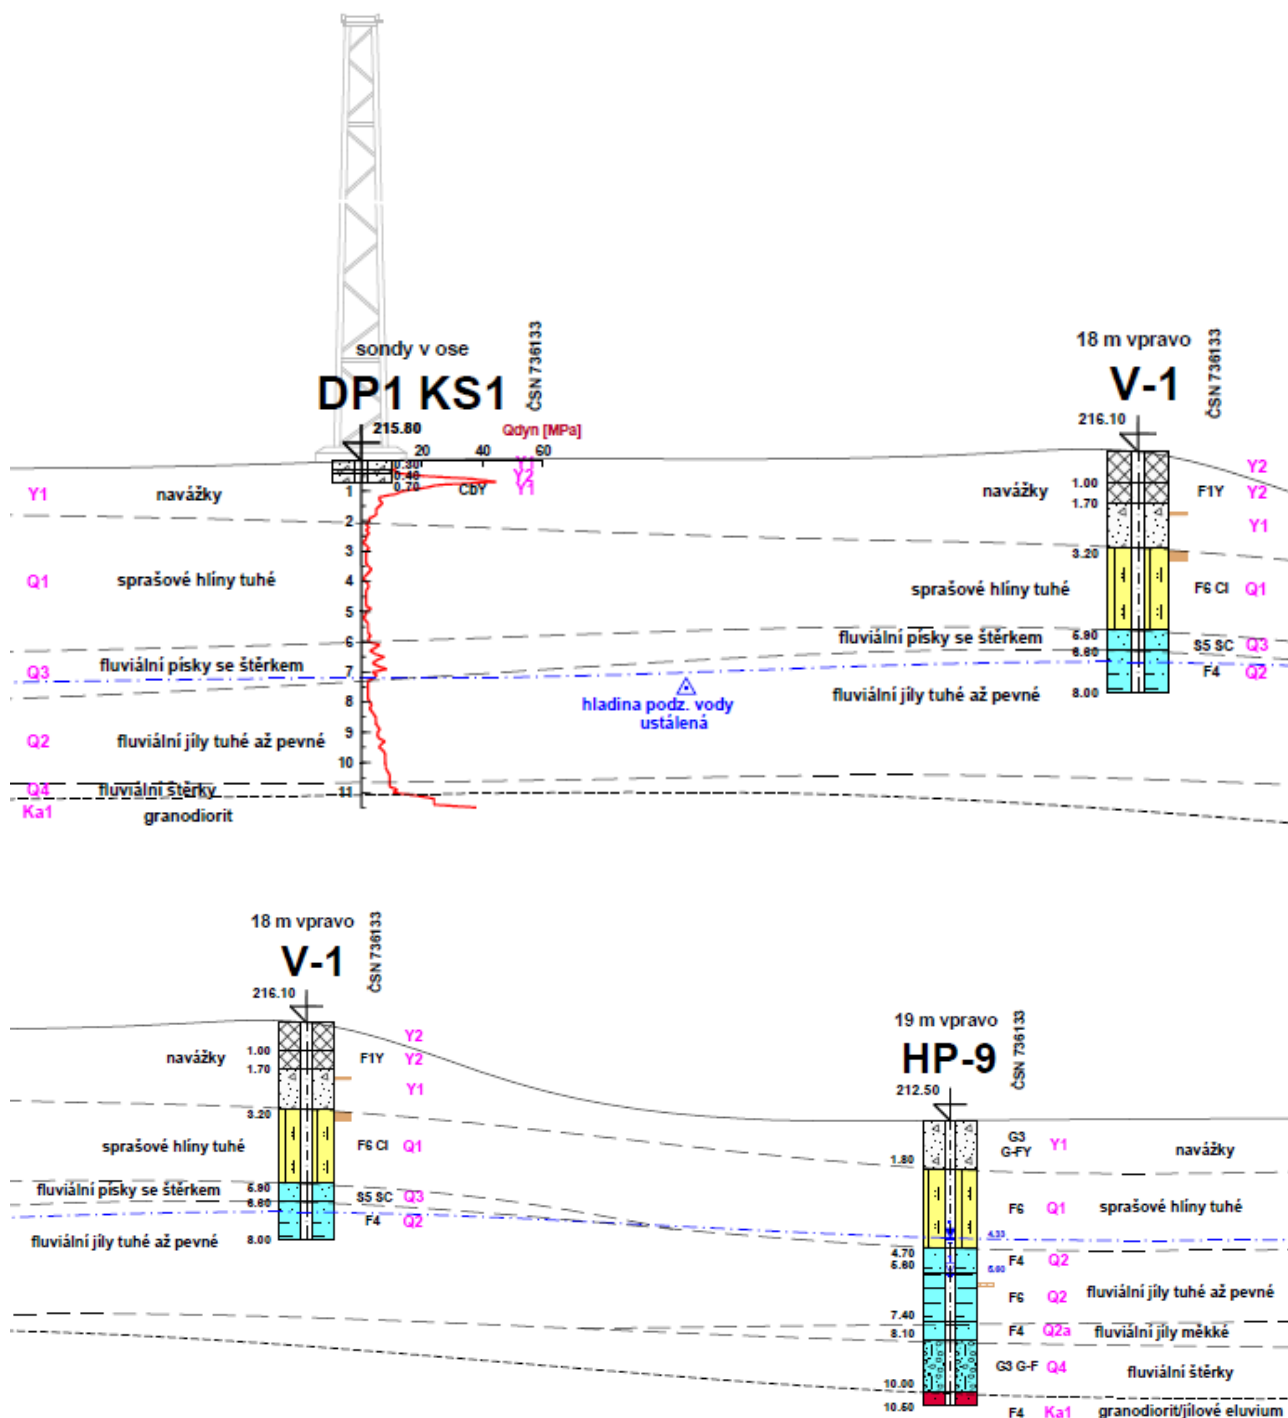 sondy v ose
DP1 KS1
ČSN 736133
215.80
Qdyn [MPa]
20 40 60
0.30
0.40
0.70
CbY
Y1
Y2
Y1
1
2
3
4
5
6
7
8
9
10
11
Y1 navážky
Q1 sprašové hlíny tuhé
Q3 fluviální písky se štěrkem
Q2 fluviální jíly tuhé až pevné
Q4 fluviální štěrky
Ka1 granodiorit
hladina podz. vody
ustálená
18 m vpravo
V-1
ČSN 736133
216.10
Y2
navážky 1.00 F1Y Y2
1.70
Y1
3.20
sprašové hlíny tuhé F6 CI Q1
fluviální písky se štěrkem 5.90 S5 SC Q3
6.60
F4 Q2
fluviální jíly tuhé až pevné 8.00
18 m vpravo
V-1
ČSN 736133
216.10
Y2
navážky 1.00 F1Y Y2
1.70
Y1
3.20
sprašové hlíny tuhé F6 CI Q1
fluviální písky se štěrkem 5.90 S5 SC Q3
6.60
F4 Q2
fluviální jíly tuhé až pevné 8.00
19 m vpravo
HP-9
ČSN 736133
212.50
G3
G-FY Y1 navážky
1.80
F6 Q1 sprašové hlíny tuhé
4.33
4.70
F4 Q2
5.60
5.60
F6 Q2 fluviální jíly tuhé až pevné
7.40
F4 Q2a fluviální jíly měkké
8.10
G3 G-F Q4 fluviální štěrky
10.00
10.50
F4 Ka1 granodiorit/jílové eluvium